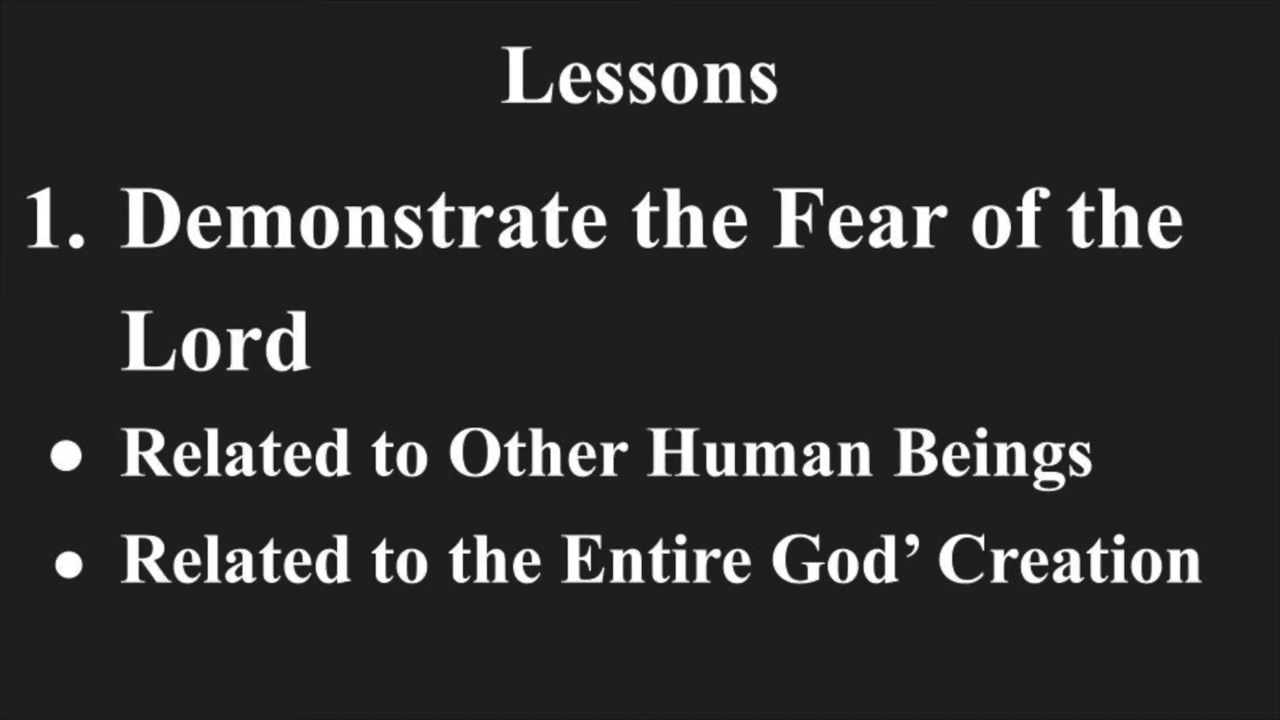 Lessons
1. Demonstrate the Fear of the
Lord
● Related to Other Human Beings
● Related to the Entire God’ Creation